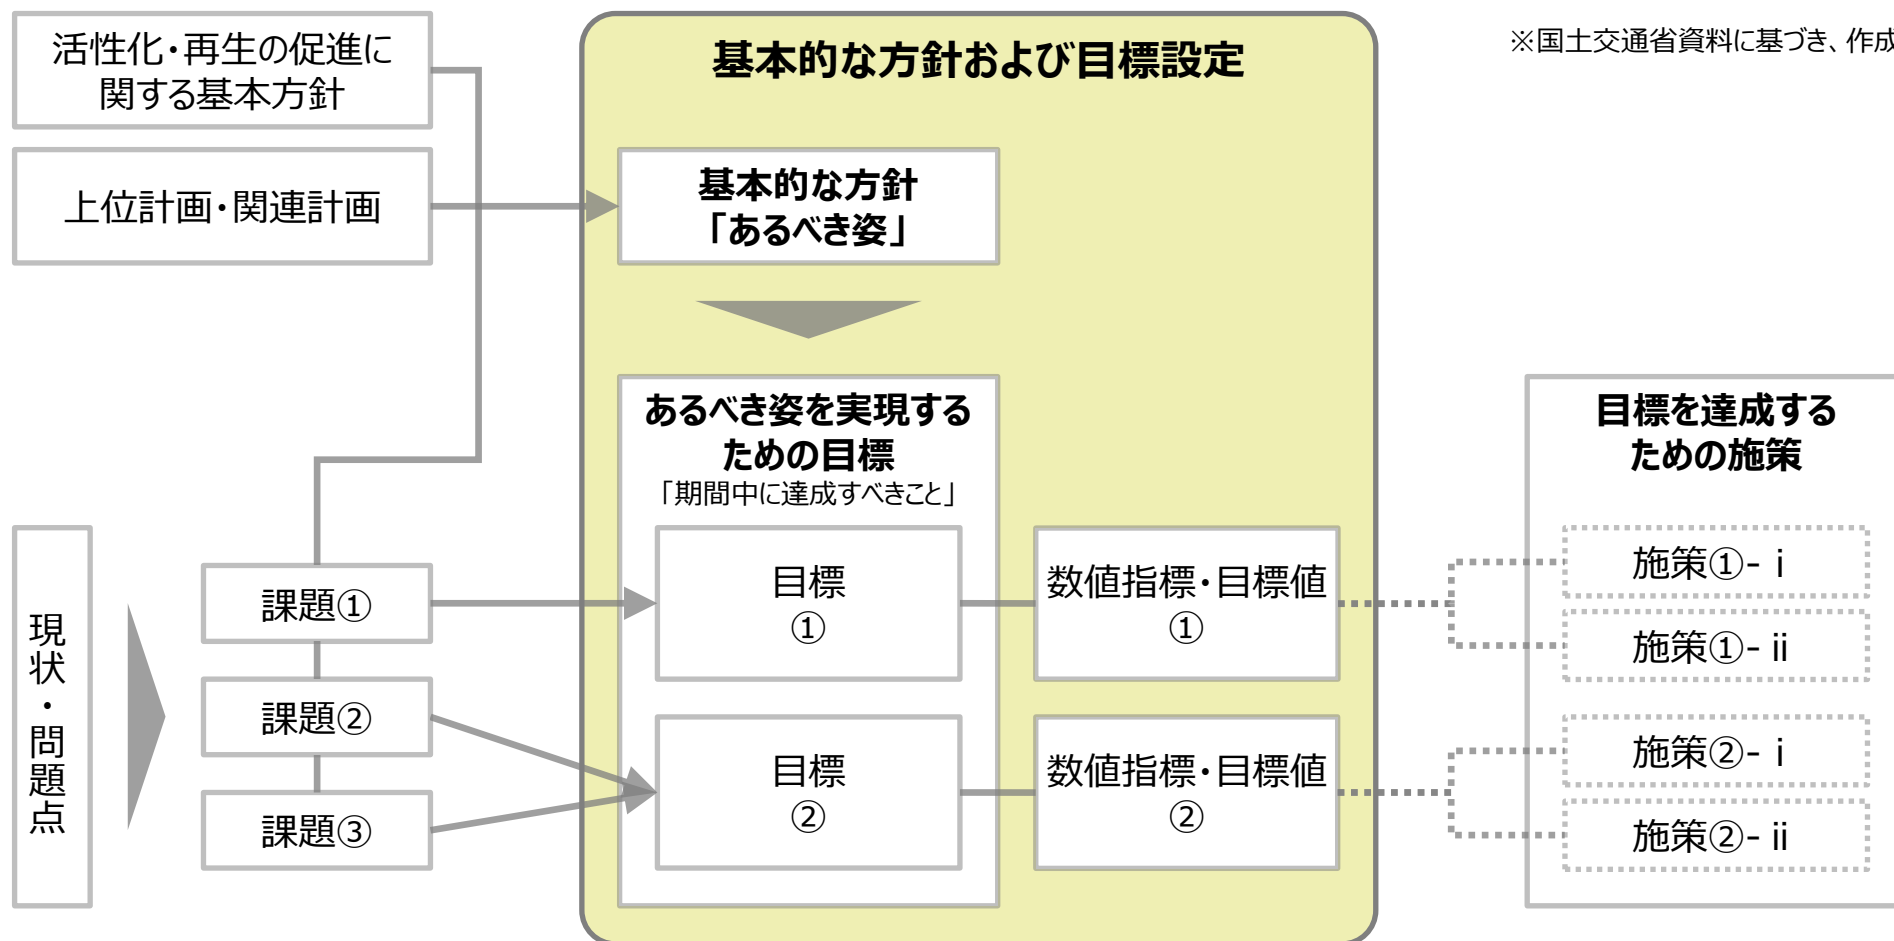 活性化・再生の促進に
関する基本方針
上位計画・関連計画
基本的な方針および目標設定
※国土交通省資料に基づき、作成
基本的な方針
「あるべき姿」
あるべき姿を実現する
ための目標
「期間中に達成すべきこと」
目標を達成する
ための施策
現状・問題点
課題①
課題②
課題③
目標
①
数値指標・目標値
①
施策①- i
施策①- ii
目標
②
数値指標・目標値
②
施策②- i
施策②- ii